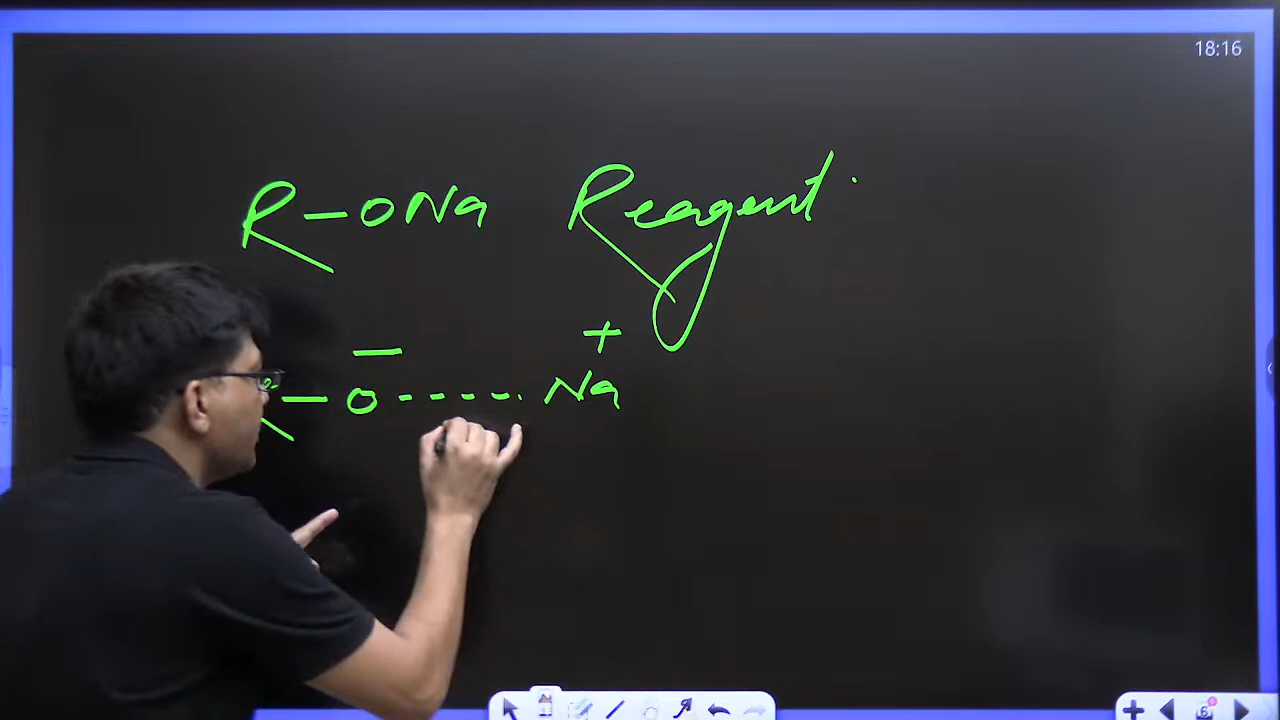 18:16
R-ONa Reagent
- +
R-O-----Na